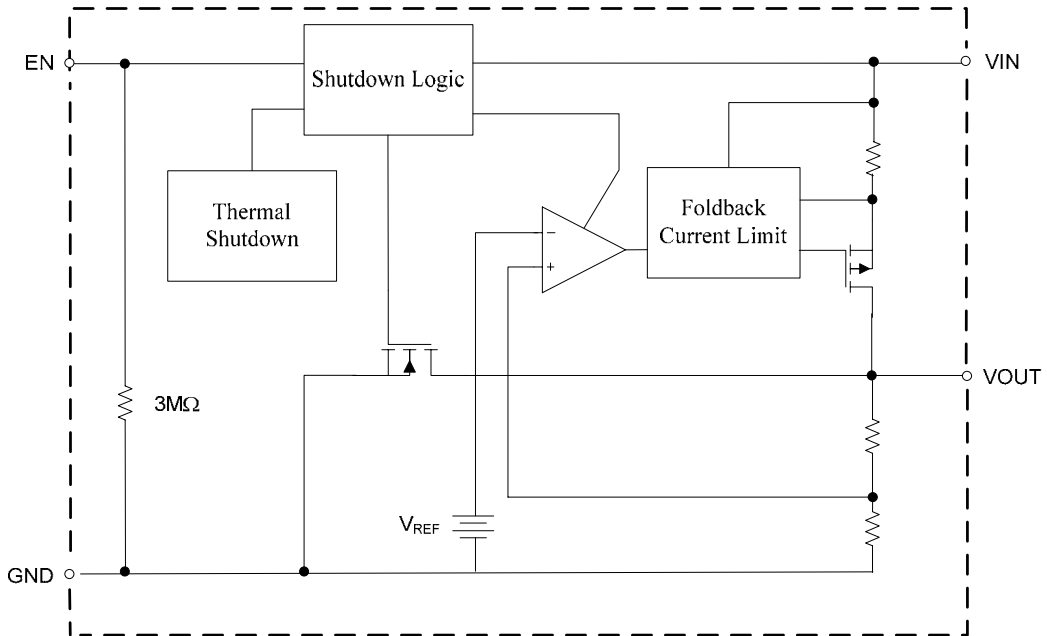 EN
Shutdown Logic
VIN
Thermal
Shutdown
Foldback
Current Limit
−
+
3MΩ
VOUT
VREF
GND